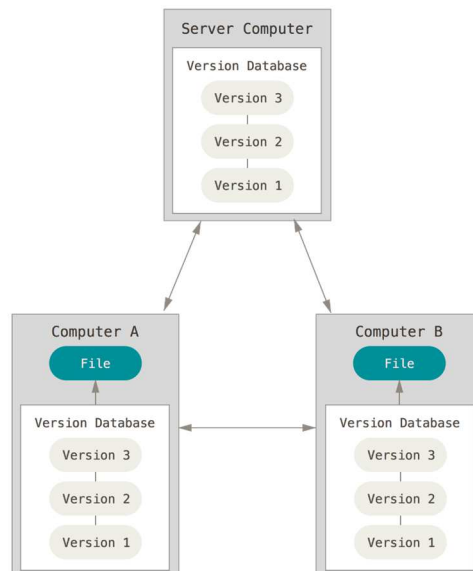 Server Computer
Version Database
Version 3
Version 2
Version 1
Computer A
File
Version Database
Version 3
Version 2
Version 1
Computer B
File
Version Database
Version 3
Version 2
Version 1